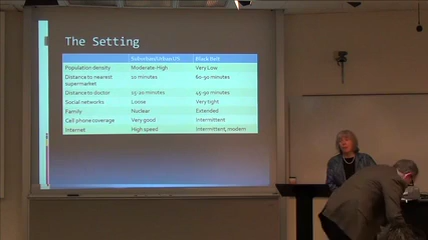 The Setting
Suburban/Urban US Black Belt
Population density Moderate-High Very Low
Distance to nearest supermarket 10 minutes 60-90 minutes
Distance to doctor 15-20 minutes 45-90 minutes
Social networks Loose Very tight
Family Nuclear Extended
Cell phone coverage Very good Intermittent
Internet High speed Intermittent, modem